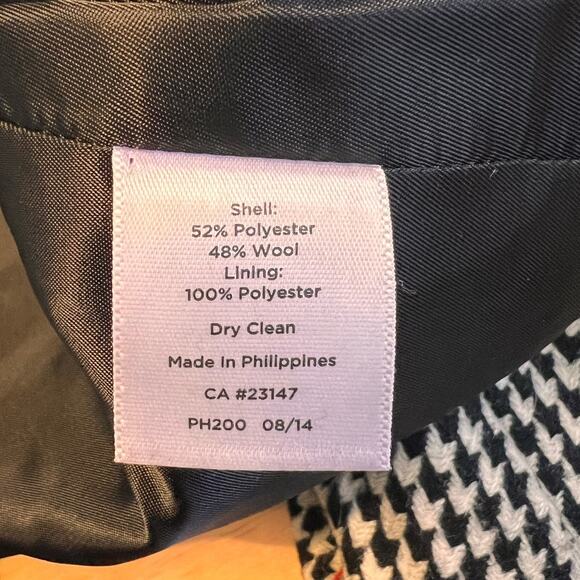 Shell:
52% Polyester
48% Wool
Lining:
100% Polyester
Dry Clean
Made In Philippines
CA #23147
PH200 08/14